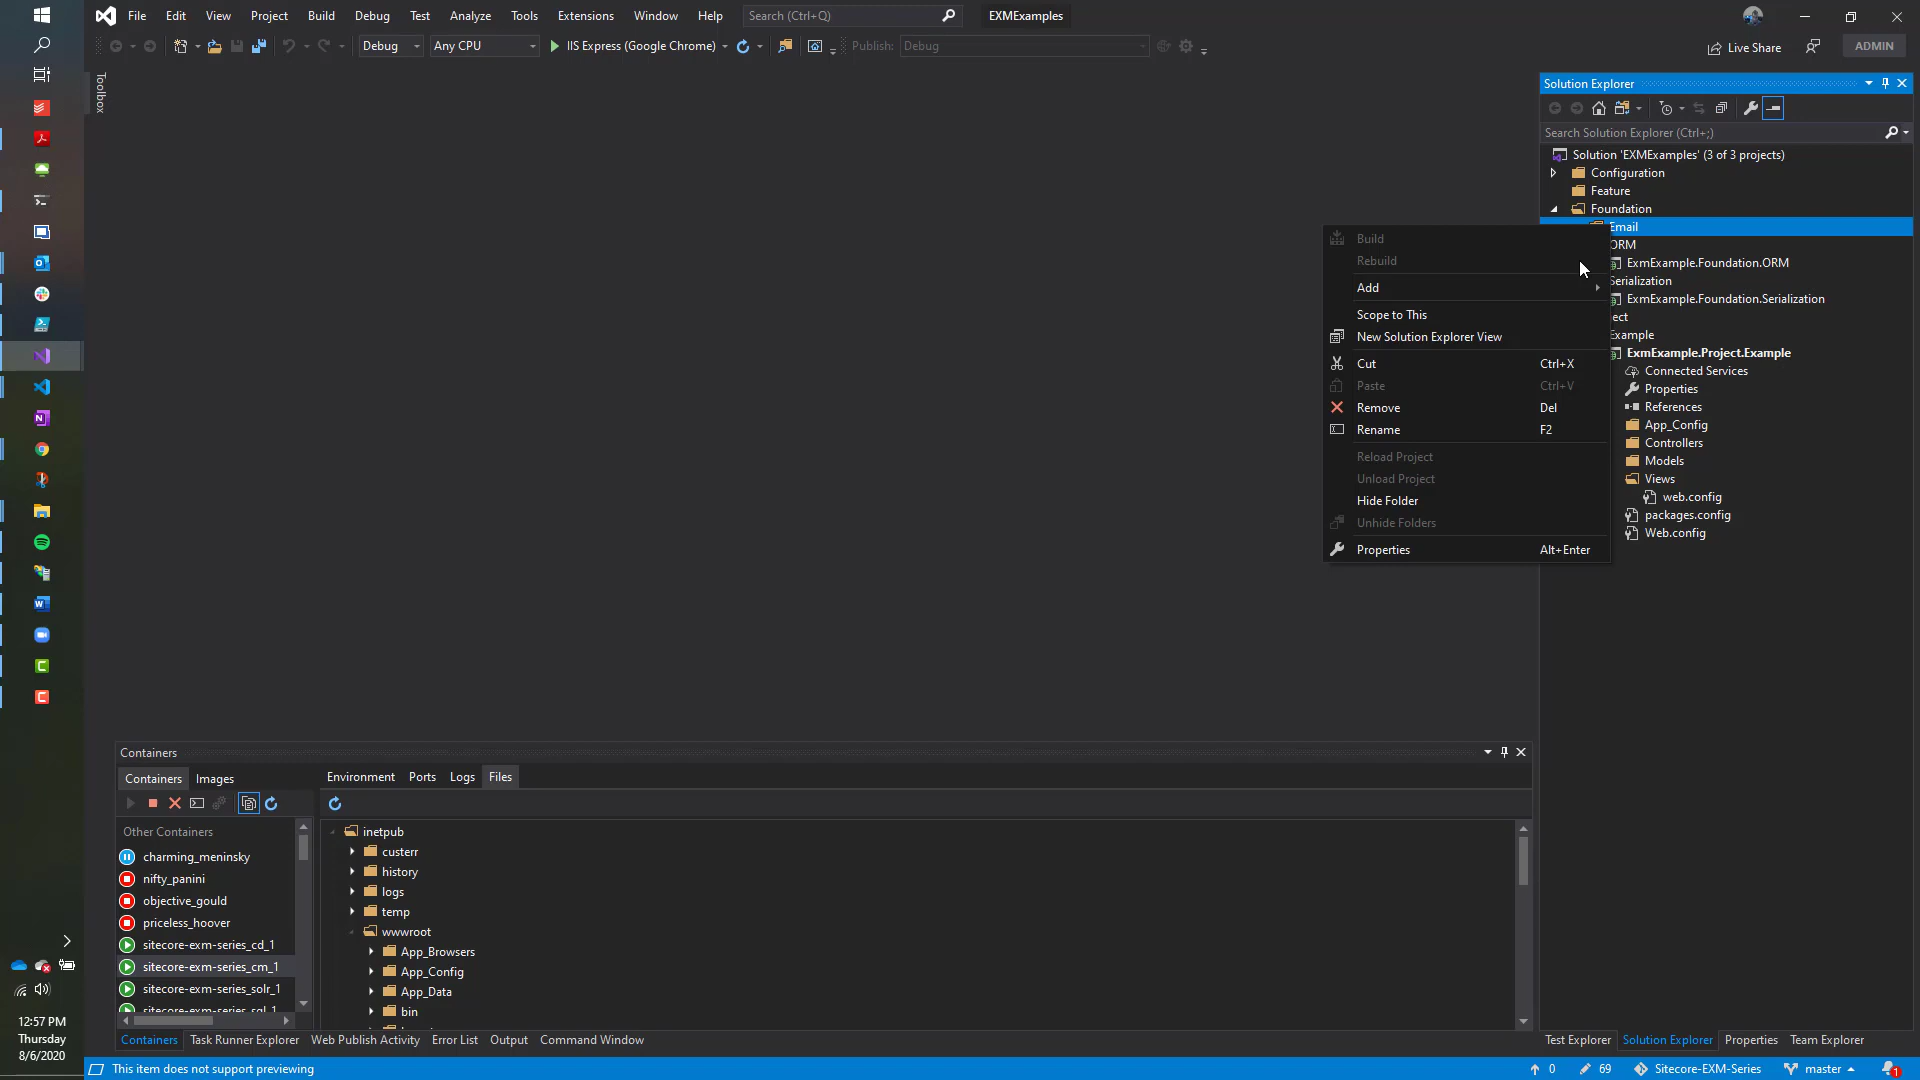 File Edit View Project Build Debug Test Analyze Tools Extensions Window Help Search (Ctrl+Q) EXMExamples
Debug Any CPU IIS Express (Google Chrome) Publish: Debug Live Share ADMIN
Toolbox
Solution Explorer
Search Solution Explorer (Ctrl+;)
Solution 'EXMExamples' (3 of 3 projects)
Configuration
Feature
Foundation
Email
ORM
ExmExample.Foundation.ORM
Serialization
ExmExample.Foundation.Serialization
ect
Example
ExmExample.Project.Example
Connected Services
Properties
References
App_Config
Controllers
Models
Views
web.config
packages.config
Web.config
Build
Rebuild
Add
Scope to This
New Solution Explorer View
Cut Ctrl+X
Paste Ctrl+V
Remove Del
Rename F2
Reload Project
Unload Project
Hide Folder
Unhide Folders
Properties Alt+Enter
Containers
Containers Images
Other Containers
charming_meninsky
nifty_panini
objective_gould
priceless_hoover
sitecore-exm-series_cd_1
sitecore-exm-series_cm_1
sitecore-exm-series_solr_1
sitecore-exm-series_sql_1
Environment Ports Logs Files
inetpub
custerr
history
logs
temp
wwwroot
App_Browsers
App_Config
App_Data
bin
Containers Task Runner Explorer Web Publish Activity Error List Output Command Window
Test Explorer Solution Explorer Properties Team Explorer
This item does not support previewing
0 69 Sitecore-EXM-Series master 1
12:57 PM
Thursday
8/6/2020